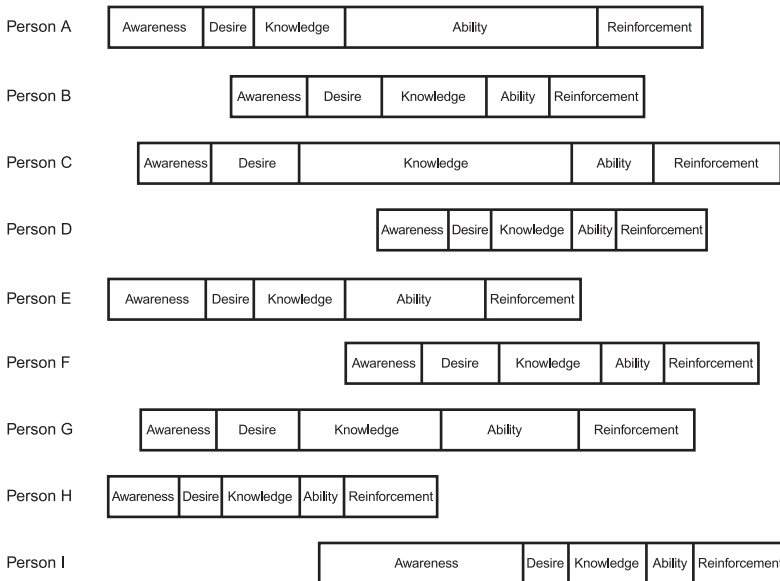 Person A Awareness Desire Knowledge Ability Reinforcement
Person B Awareness Desire Knowledge Ability Reinforcement
Person C Awareness Desire Knowledge Ability Reinforcement
Person D Awareness Desire Knowledge Ability Reinforcement
Person E Awareness Desire Knowledge Ability Reinforcement
Person F Awareness Desire Knowledge Ability Reinforcement
Person G Awareness Desire Knowledge Ability Reinforcement
Person H Awareness Desire Knowledge Ability Reinforcement
Person I Awareness Desire Knowledge Ability Reinforcement